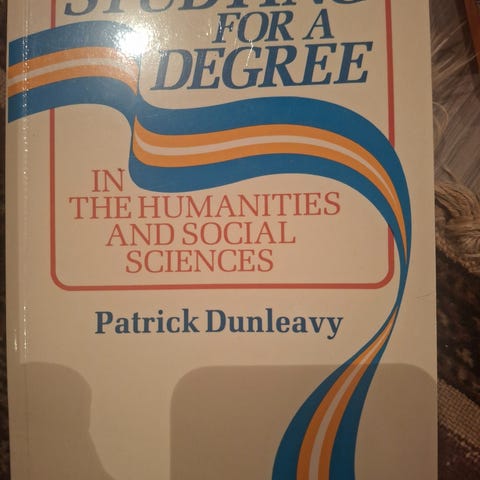 STUDYING
FOR A
DEGREE
IN
THE HUMANITIES
AND SOCIAL
SCIENCES
Patrick Dunleavy